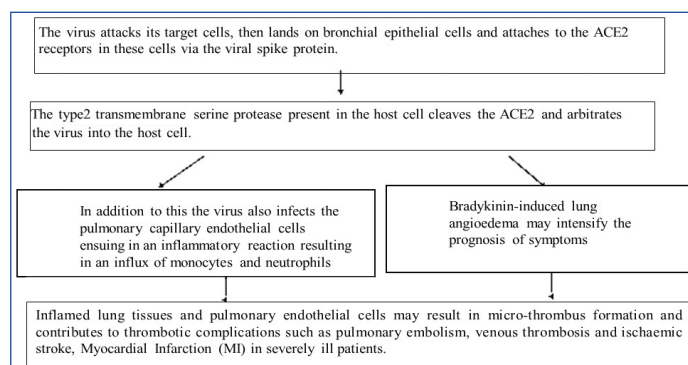 The virus attacks its target cells, then lands on bronchial epithelial cells and attaches to the ACE2
receptors in these cells via the viral spike protein.
The type2 transmembrane serine protease present in the host cell cleaves the ACE2 and arbitrates
the virus into the host cell.
In addition to this the virus also infects the
pulmonary capillary endothelial cells
ensuing in an inflammatory reaction resulting
in an influx of monocytes and neutrophils
Bradykinin-induced lung
angioedema may intensify the
prognosis of symptoms
Inflamed lung tissues and pulmonary endothelial cells may result in micro-thrombus formation and
contributes to thrombotic complications such as pulmonary embolism, venous thrombosis and ischaemic
stroke, Myocardial Infarction (MI) in severely ill patients.